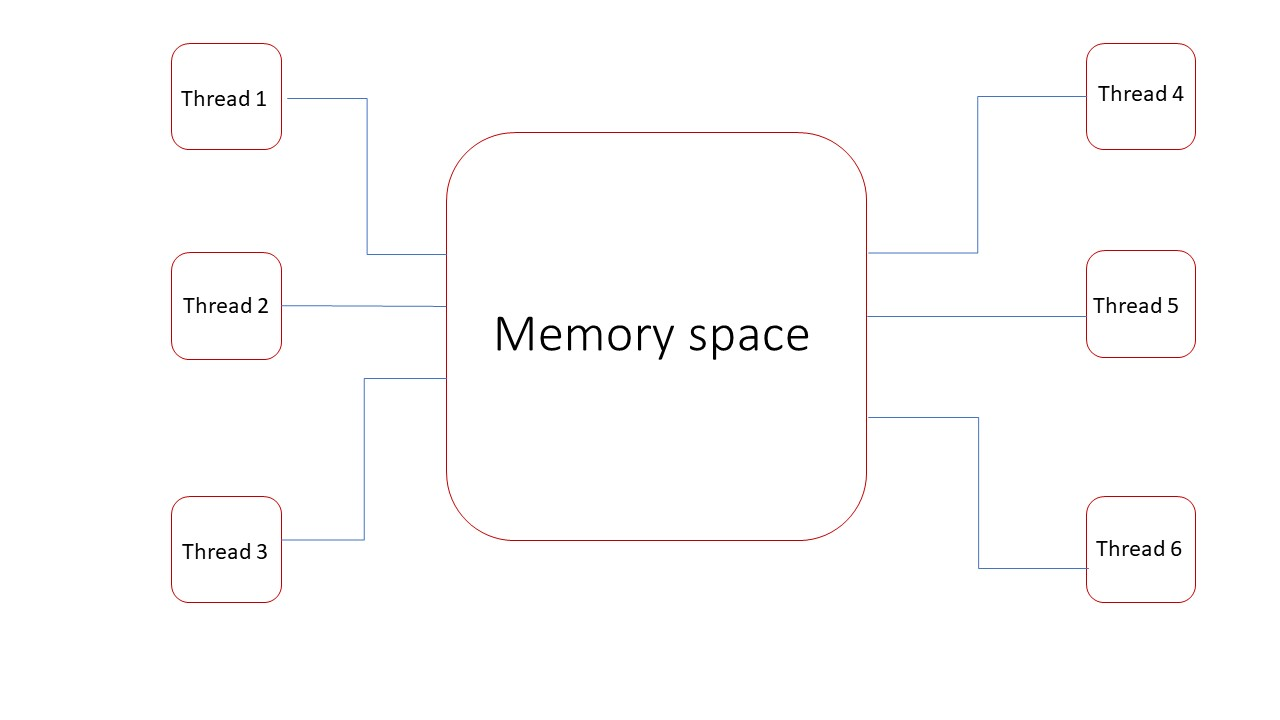 Thread 1
Thread 4
Thread 2
Thread 5
Memory space
Thread 3
Thread 6